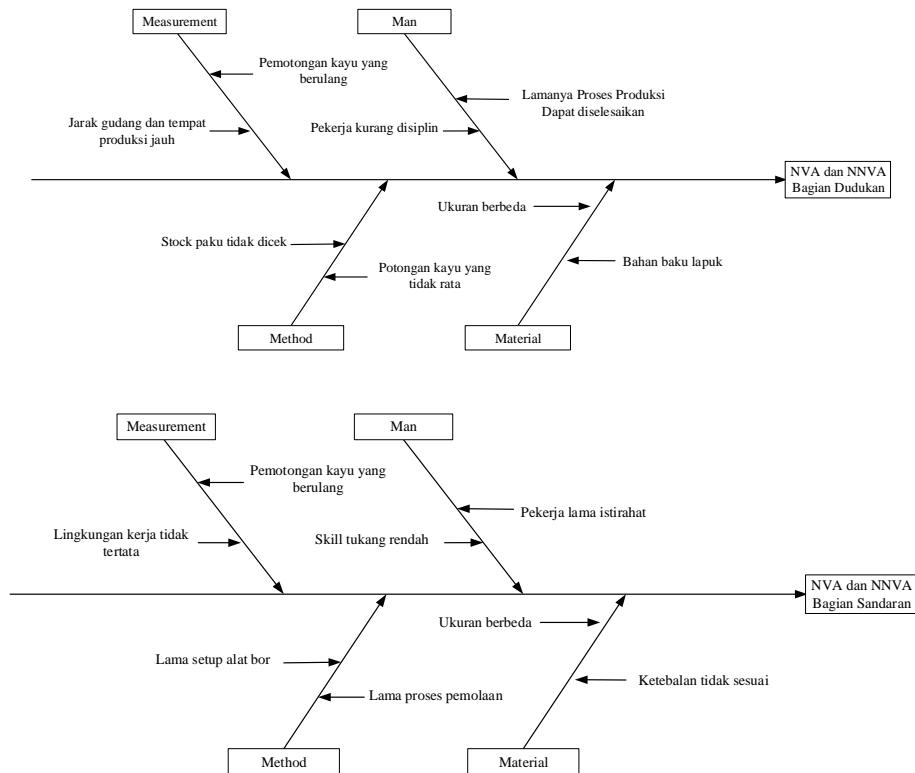 Measurement
Man
Pemotongan kayu yang
berulang
Lamanya Proses Produksi
Dapat diselesaikan
Jarak gudang dan tempat
produksi jauh
Pekerja kurang disiplin
NVA dan NNVA
Bagian Dudukan
Ukuran berbeda
Stock paku tidak dicek
Bahan baku lapuk
Potongan kayu yang
tidak rata
Method
Material
Measurement
Man
Pemotongan kayu yang
berulang
Pekerja lama istirahat
Lingkungan kerja tidak
tertata
Skill tukang rendah
NVA dan NNVA
Bagian Sandaran
Ukuran berbeda
Lama setup alat bor
Ketebalan tidak sesuai
Lama proses pemolaan
Method
Material